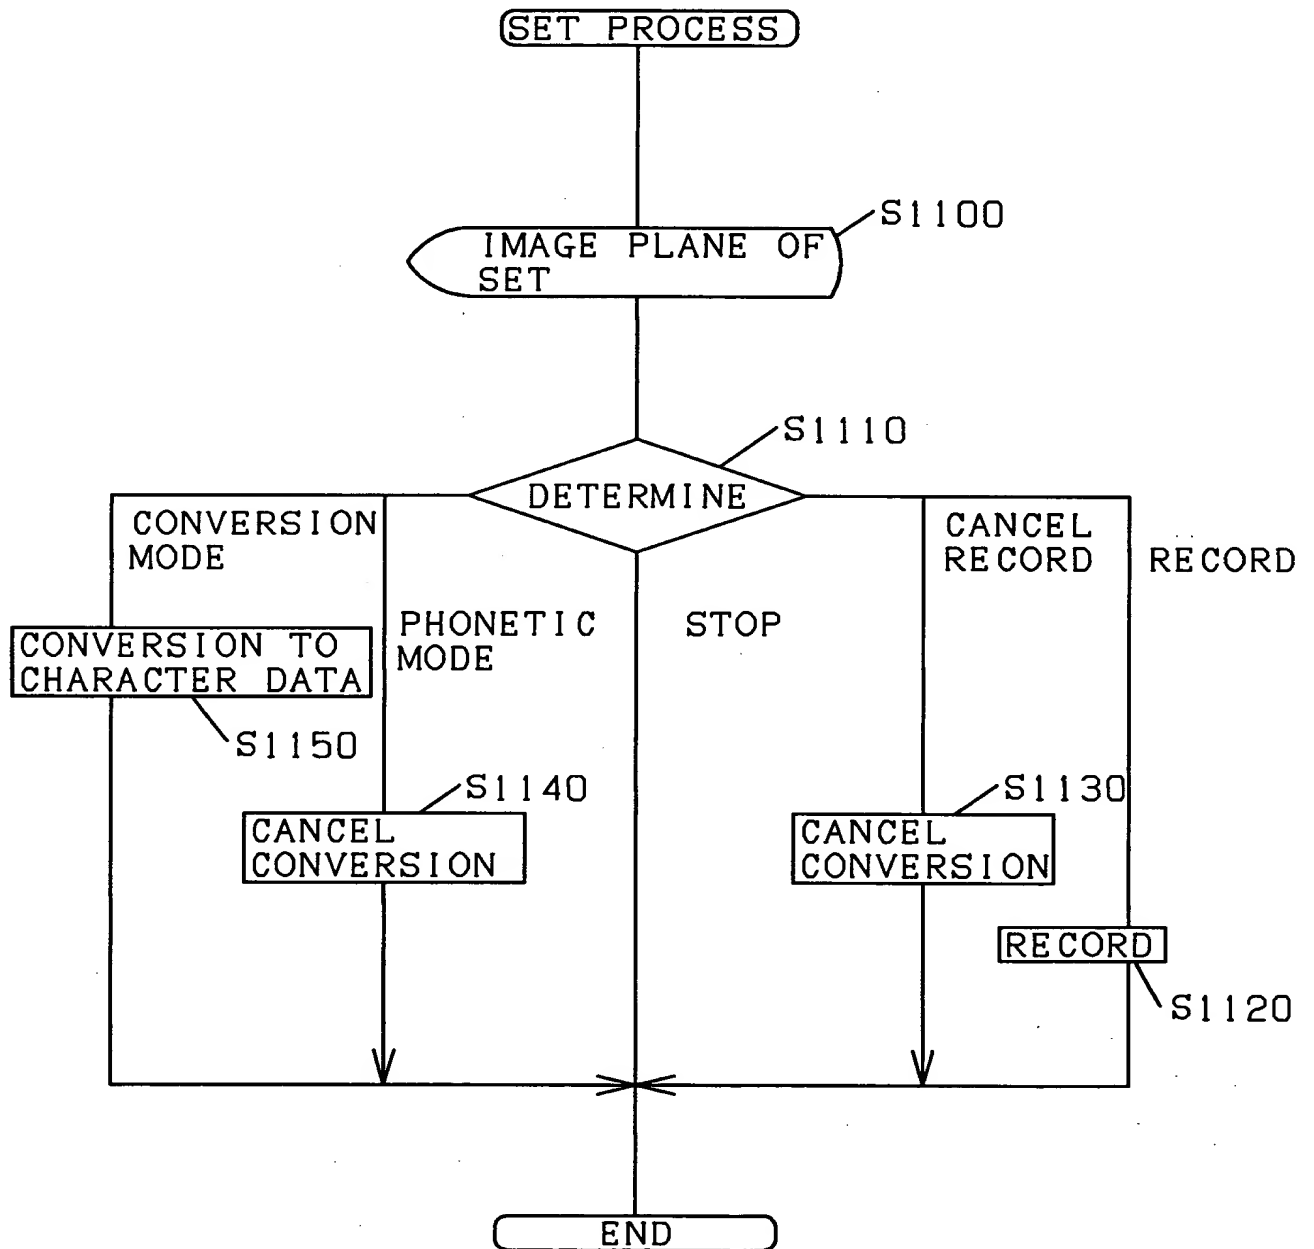 SET PROCESS
S1100
IMAGE PLANE OF
SET
S1110
DETERMINE
CONVERSION
MODE
CANCEL
RECORD
RECORD
PHONETIC
MODE
STOP
CONVERSION TO
CHARACTER DATA
S1150
S1140
S1130
CANCEL
CONVERSION
CANCEL
CONVERSION
RECORD
S1120
END